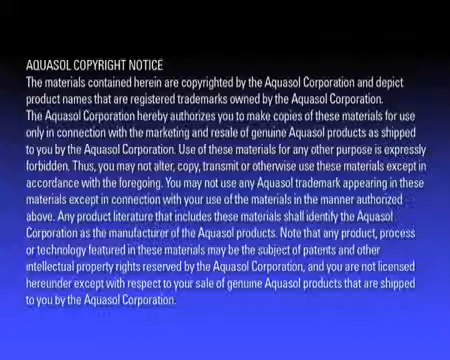 AQUASOL COPYRIGHT NOTICE
The materials contained herein are copyrighted by the Aquasol Corporation and depict
product names that are registered trademarks owned by the Aquasol Corporation.
The Aquasol Corporation hereby authorizes you to make copies of these materials for use
only in connection with the marketing and resale of genuine Aquasol products as shipped
to you by the Aquasol Corporation. Use of these materials for any other purpose is expressly
forbidden. Thus, you may not alter, copy, transmit or otherwise use these materials except in
accordance with the foregoing. You may not use any Aquasol trademark appearing in these
materials except in connection with your use of the materials in the manner authorized
above. Any product literature that includes these materials shall identify the Aquasol
Corporation as the manufacturer of the Aquasol products. Note that any product, process
or technology featured in these materials may be the subject of patents and other
intellectual property rights reserved by the Aquasol Corporation, and you are not licensed
hereunder except with respect to your sale of genuine Aquasol products that are shipped
to you by the Aquasol Corporation.